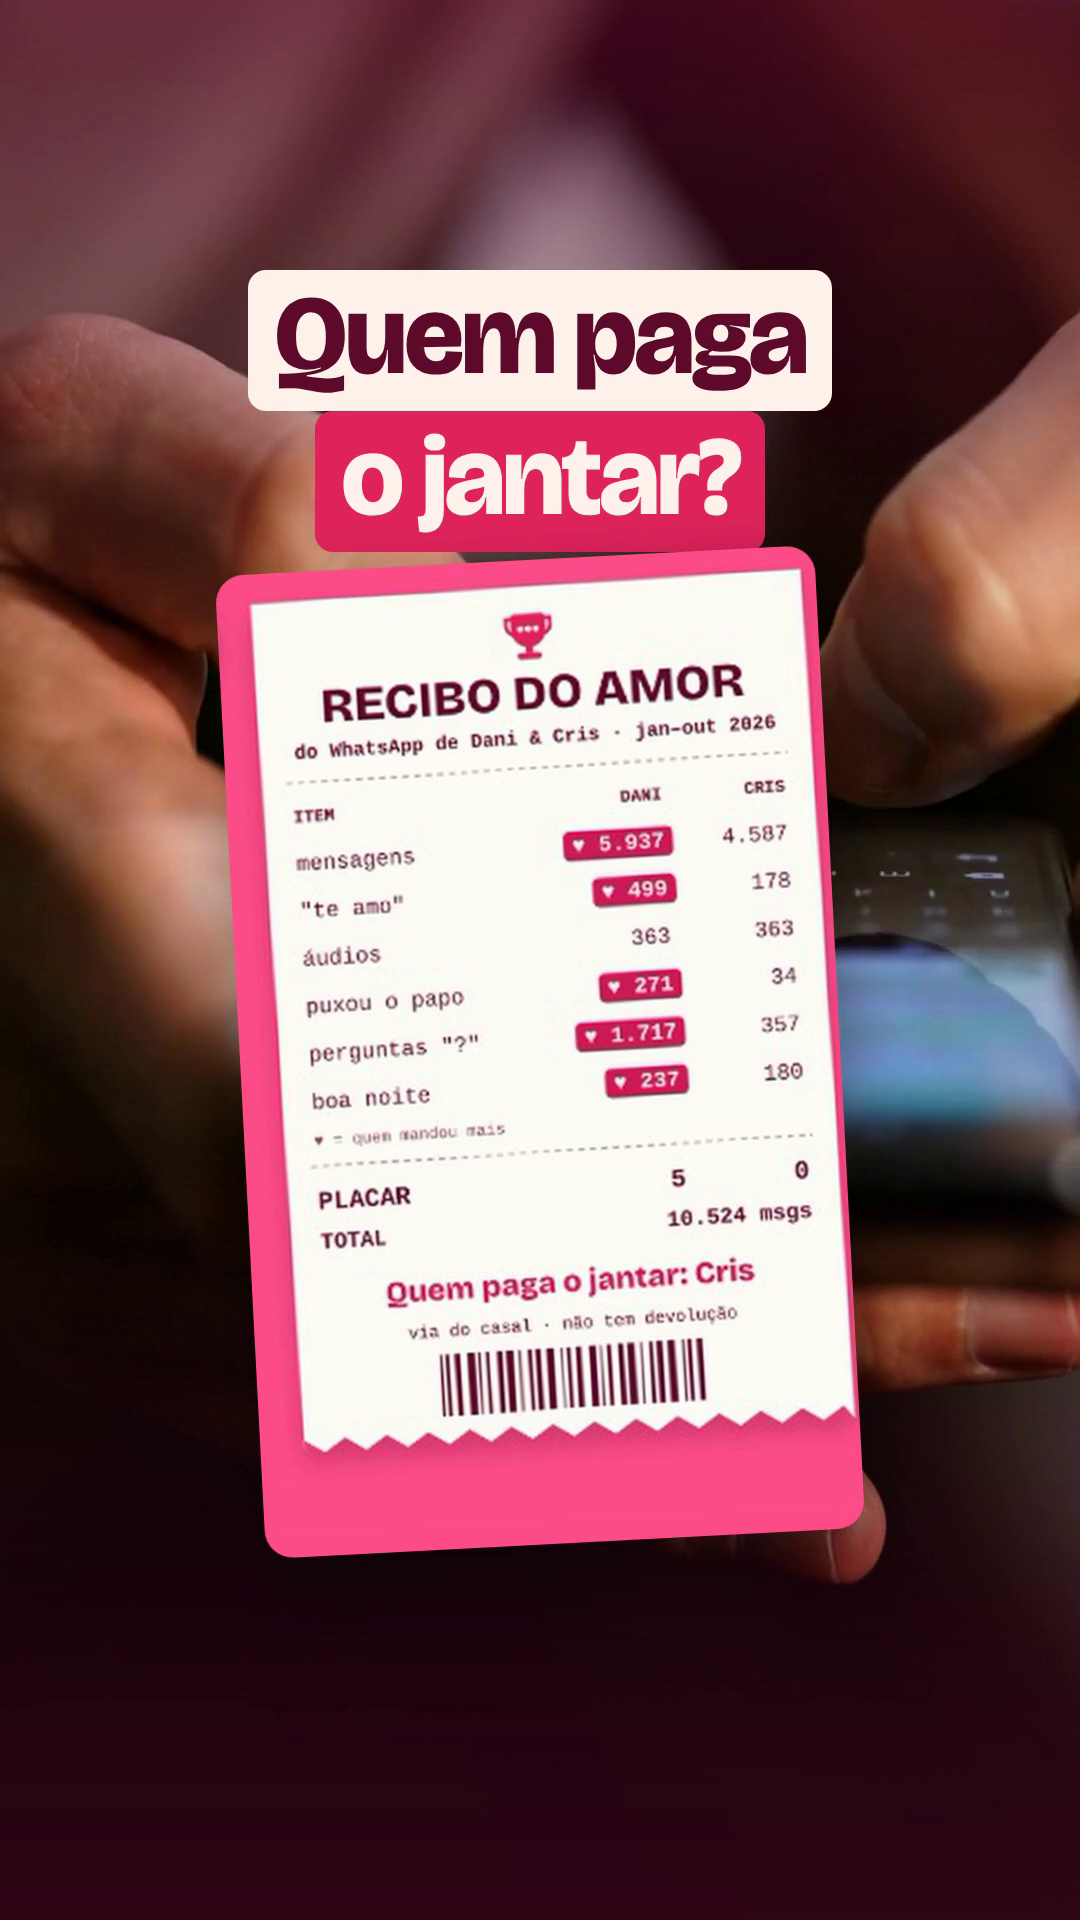 Quem paga
o jantar?
RECIBO DO AMOR
do WhatsApp de Dani & Cris · jan–out 2026
ITEM DANI CRIS
mensagens ♥ 5.937 4.587
"te amo" ♥ 499 178
áudios 363 363
puxou o papo ♥ 271 34
perguntas "?" ♥ 1.717 357
boa noite ♥ 237 180
♥ = quem mandou mais
PLACAR 5 0
TOTAL 10.524 msgs
Quem paga o jantar: Cris
via do casal · não tem devolução